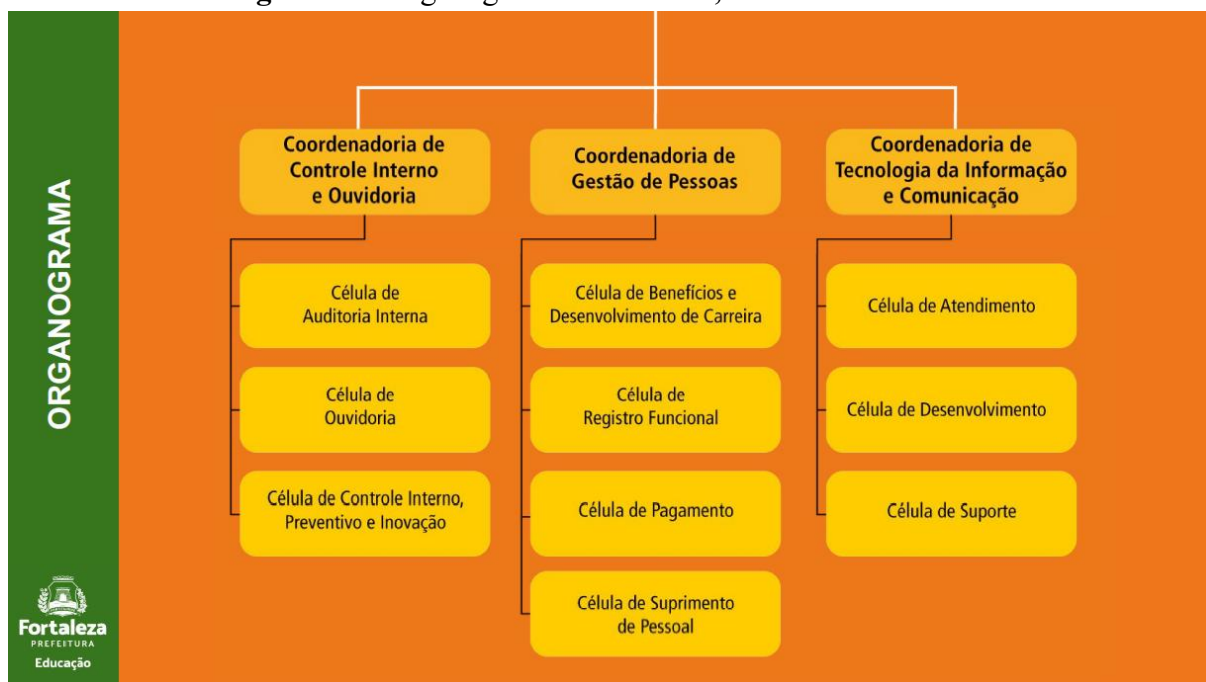 ORGANOGRAMA
Coordenadoria de
Controle Interno
e Ouvidoria
Célula de
Auditoria Interna
Célula de
Ouvidoria
Célula de Controle Interno,
Preventivo e Inovação
Coordenadoria de
Gestão de Pessoas
Célula de Benefícios e
Desenvolvimento de Carreira
Célula de
Registro Funcional
Célula de Pagamento
Célula de Suprimento
de Pessoal
Coordenadoria de
Tecnologia da Informação
e Comunicação
Célula de Atendimento
Célula de Desenvolvimento
Célula de Suporte
Fortaleza
PREFEITURA
Educação